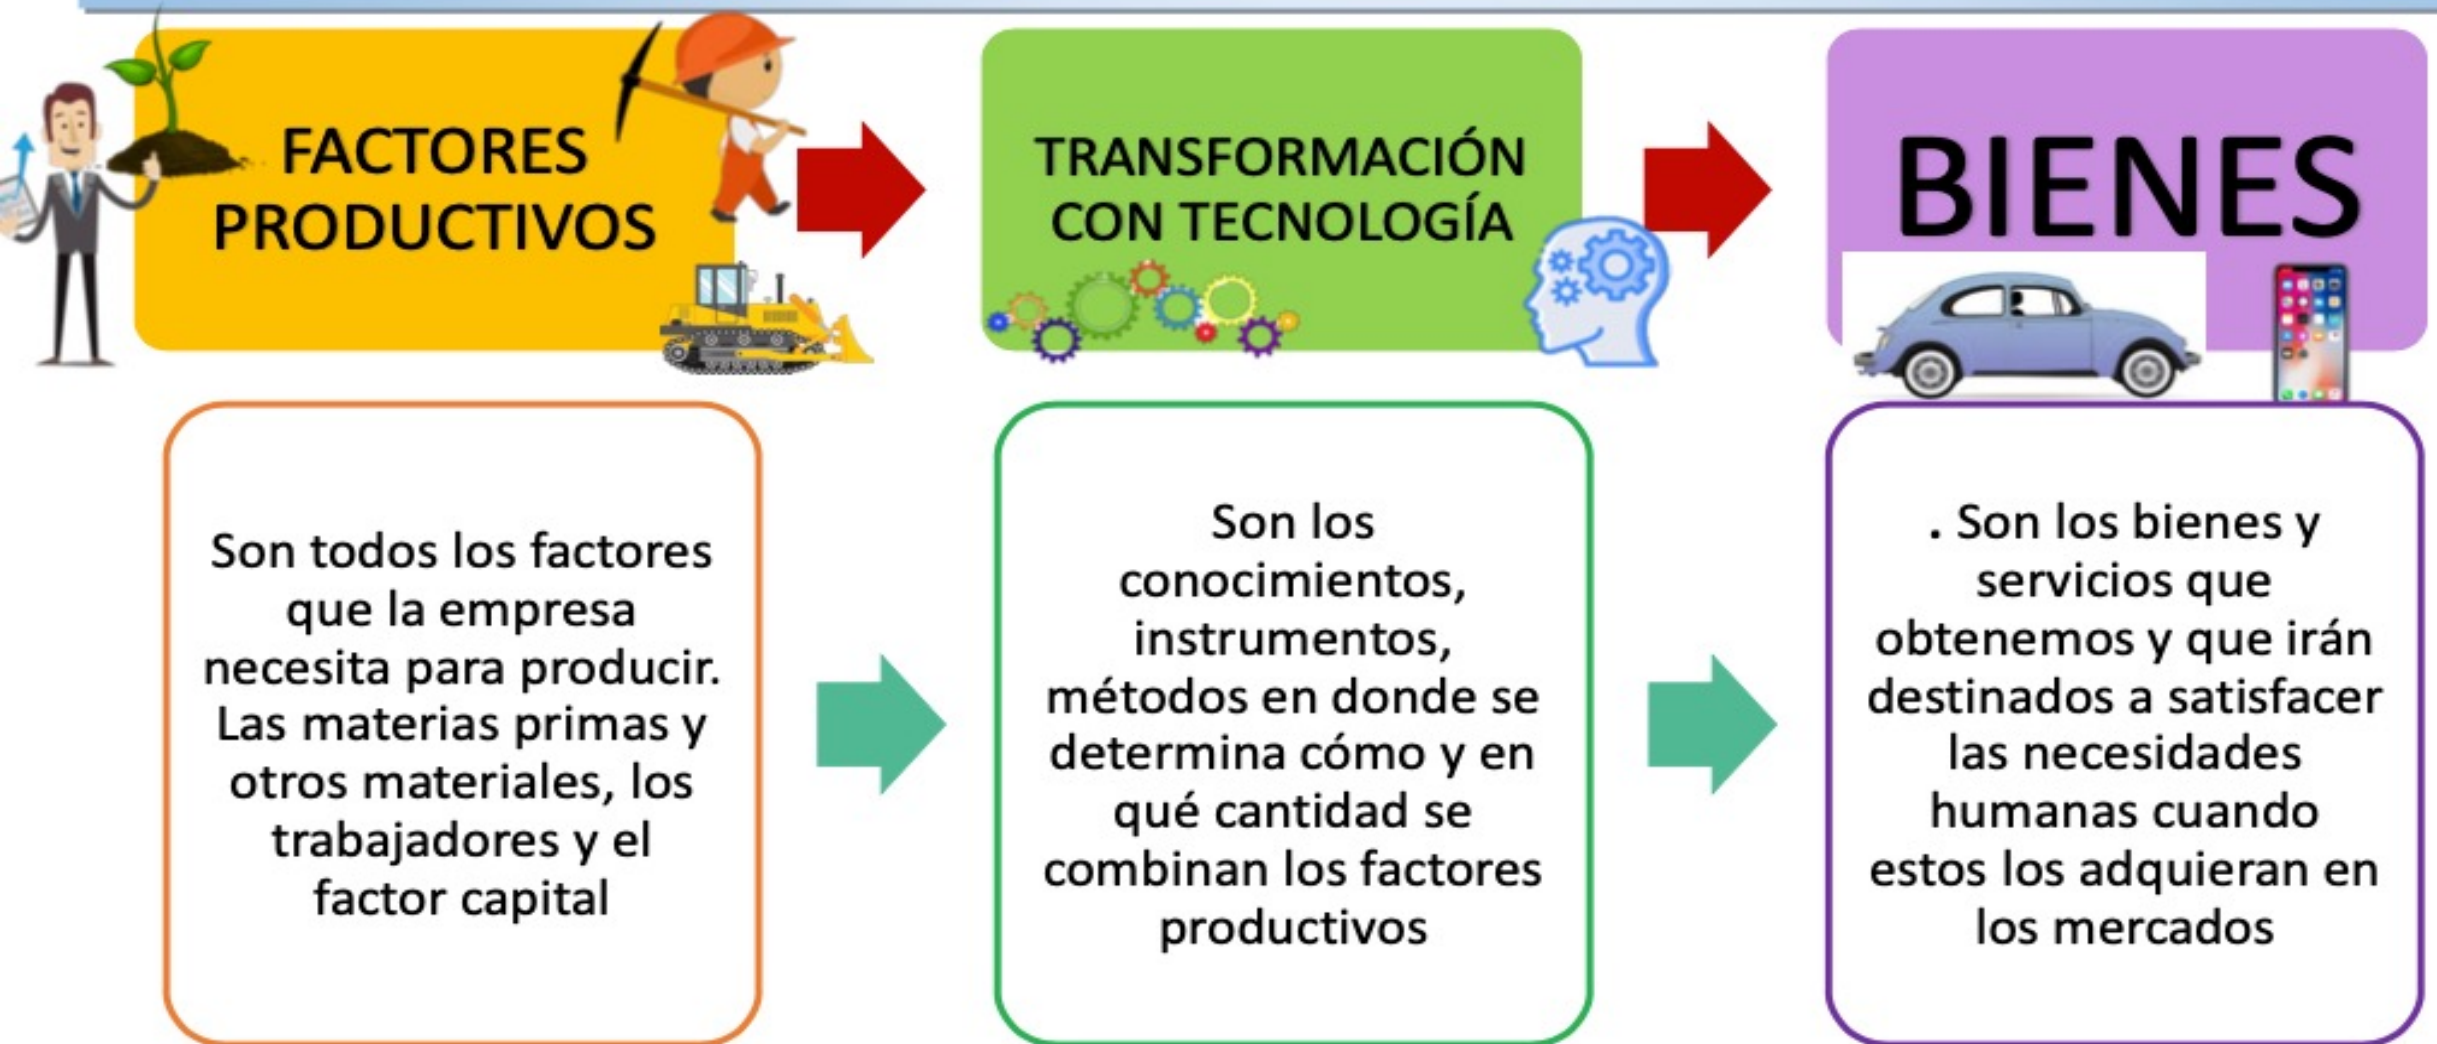 FACTORES
PRODUCTIVOS
TRANSFORMACIÓN
CON TECNOLOGÍA
BIENES
Son todos los factores
que la empresa
necesita para producir.
Las materias primas y
otros materiales, los
trabajadores y el
factor capital
Son los
conocimientos,
instrumentos,
métodos en donde se
determina cómo y en
qué cantidad se
combinan los factores
productivos
. Son los bienes y
servicios que
obtenemos y que irán
destinados a satisfacer
las necesidades
humanas cuando
estos los adquieran en
los mercados